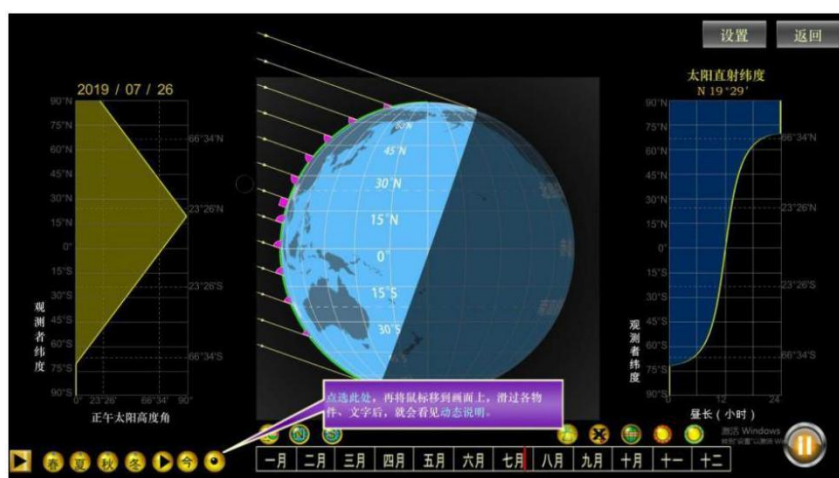 设置
返回
2019 / 07 / 26
太阳直射纬度
N 19°29'
90°N
75°N
66°34'N
60°N
45°N
30°N
23°26'N
15°N
0°
15°S
23°26'S
30°S
45°S
60°S
66°34'S
75°S
90°S
观测者纬度
0° 23°26' 66°34' 90°
正午太阳高度角
45°N
30°N
15°N
0°
15°S
30°S
90°N
75°N
66°34'N
60°N
45°N
30°N
23°26'N
15°N
0°
15°S
23°26'S
30°S
45°S
60°S
66°34'S
75°S
90°S
观测者纬度
0 12 24
昼长(小时)
点选此处，再将鼠标移到画面上，滑过各物
件、文字后，就会看见动态说明。
激活 Windows
春 夏 秋 冬 今
一月 二月 三月 四月 五月 六月 七月 八月 九月 十月 十一 十二